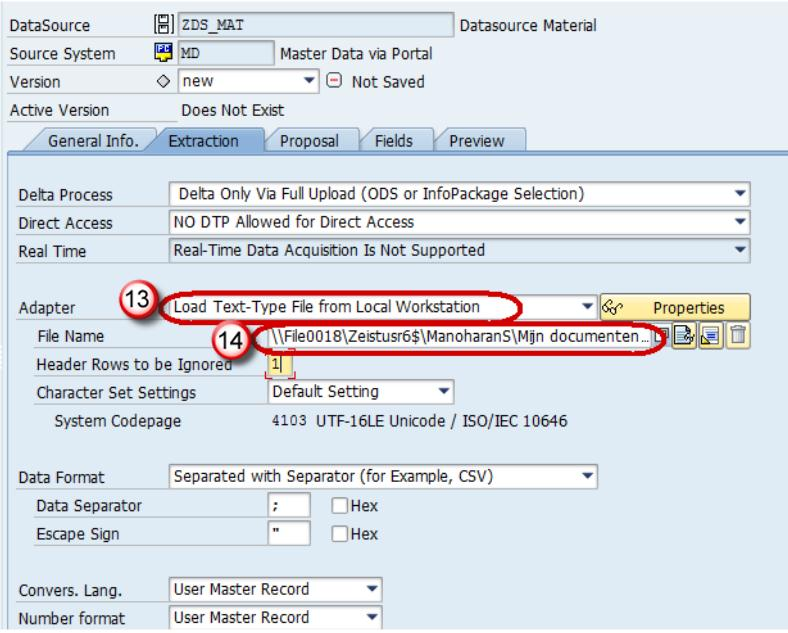 DataSource ZDS_MAT Datasource Material
Source System MD Master Data via Portal
Version new Not Saved
Active Version Does Not Exist
General Info. Extraction Proposal Fields Preview
Delta Process Delta Only Via Full Upload (ODS or InfoPackage Selection)
Direct Access NO DTP Allowed for Direct Access
Real Time Real-Time Data Acquisition Is Not Supported
13
Adapter Load Text-Type File from Local Workstation Properties
14
File Name \\File0018\Zeistusr6$\ManoharanS\Mijn documenten...
Header Rows to be Ignored 1
Character Set Settings Default Setting
System Codepage 4103 UTF-16LE Unicode / ISO/IEC 10646
Data Format Separated with Separator (for Example, CSV)
Data Separator ; Hex
Escape Sign " Hex
Convers. Lang. User Master Record
Number format User Master Record